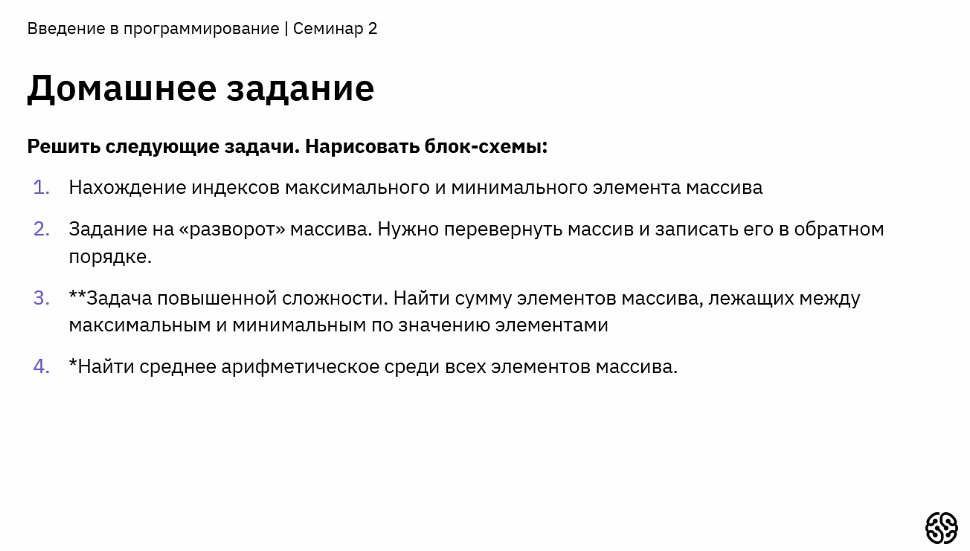 Введение в программирование | Семинар 2
Домашнее задание
Решить следующие задачи. Нарисовать блок-схемы:
1. Нахождение индексов максимального и минимального элемента массива
2. Задание на «разворот» массива. Нужно перевернуть массив и записать его в обратном
порядке.
3. **Задача повышенной сложности. Найти сумму элементов массива, лежащих между
максимальным и минимальным по значению элементами
4. *Найти среднее арифметическое среди всех элементов массива.